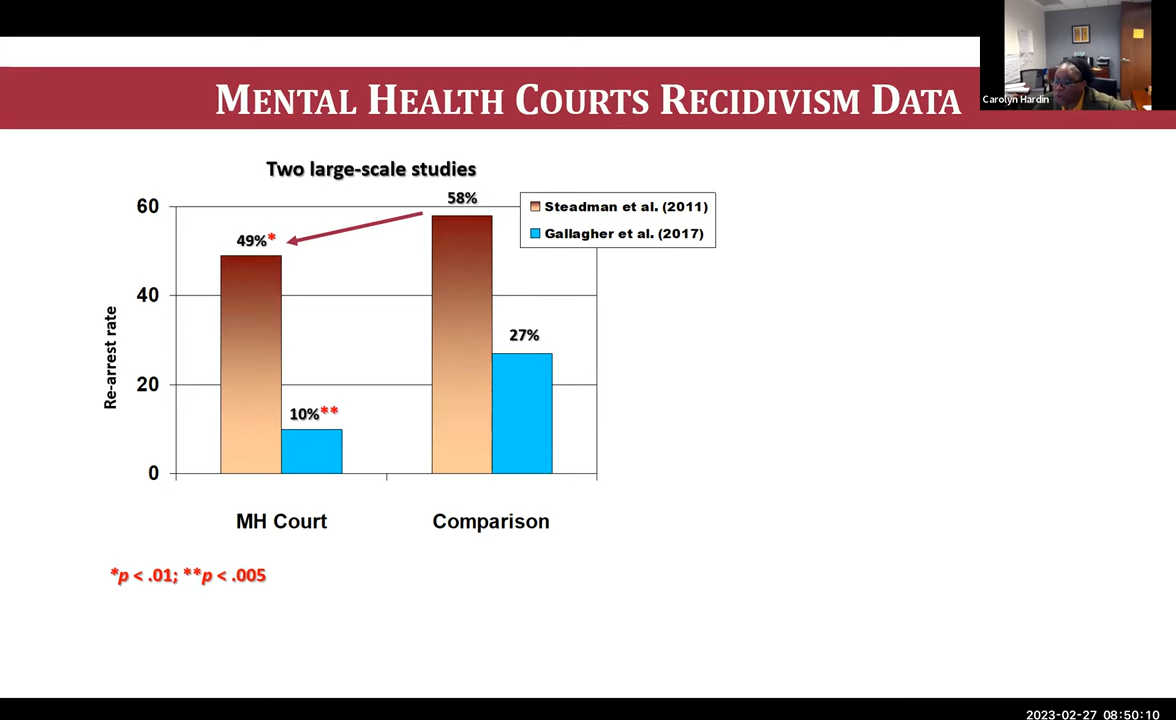 MENTAL HEALTH COURTS RECIDIVISM DATA
Carolyn Hardin
Two large-scale studies
Steadman et al. (2011)
Gallagher et al. (2017)
Re-arrest rate
60
40
20
0
49%*
10%**
58%
27%
MH Court
Comparison
*p < .01; **p < .005
2023-02-27 08:50:10